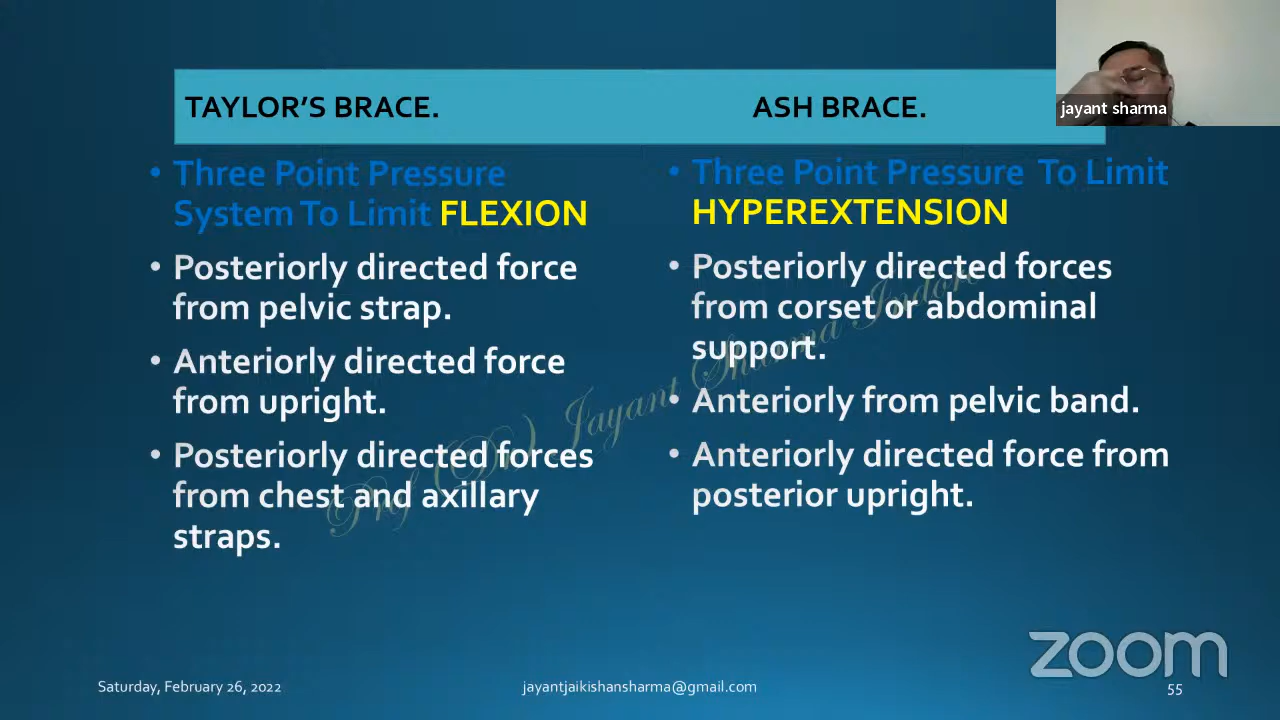 TAYLOR'S BRACE.
ASH BRACE.
jayant sharma
• Three Point Pressure
System To Limit FLEXION
• Posteriorly directed force
from pelvic strap.
• Anteriorly directed force
from upright.
• Posteriorly directed forces
from chest and axillary
straps.
• Three Point Pressure To Limit
HYPEREXTENSION
• Posteriorly directed forces
from corset or abdominal
support.
• Anteriorly from pelvic band.
• Anteriorly directed force from
posterior upright.
Prof (Dr) Jayant Sharma Indore
zoom
Saturday, February 26, 2022
jayantjaikishansharma@gmail.com
55